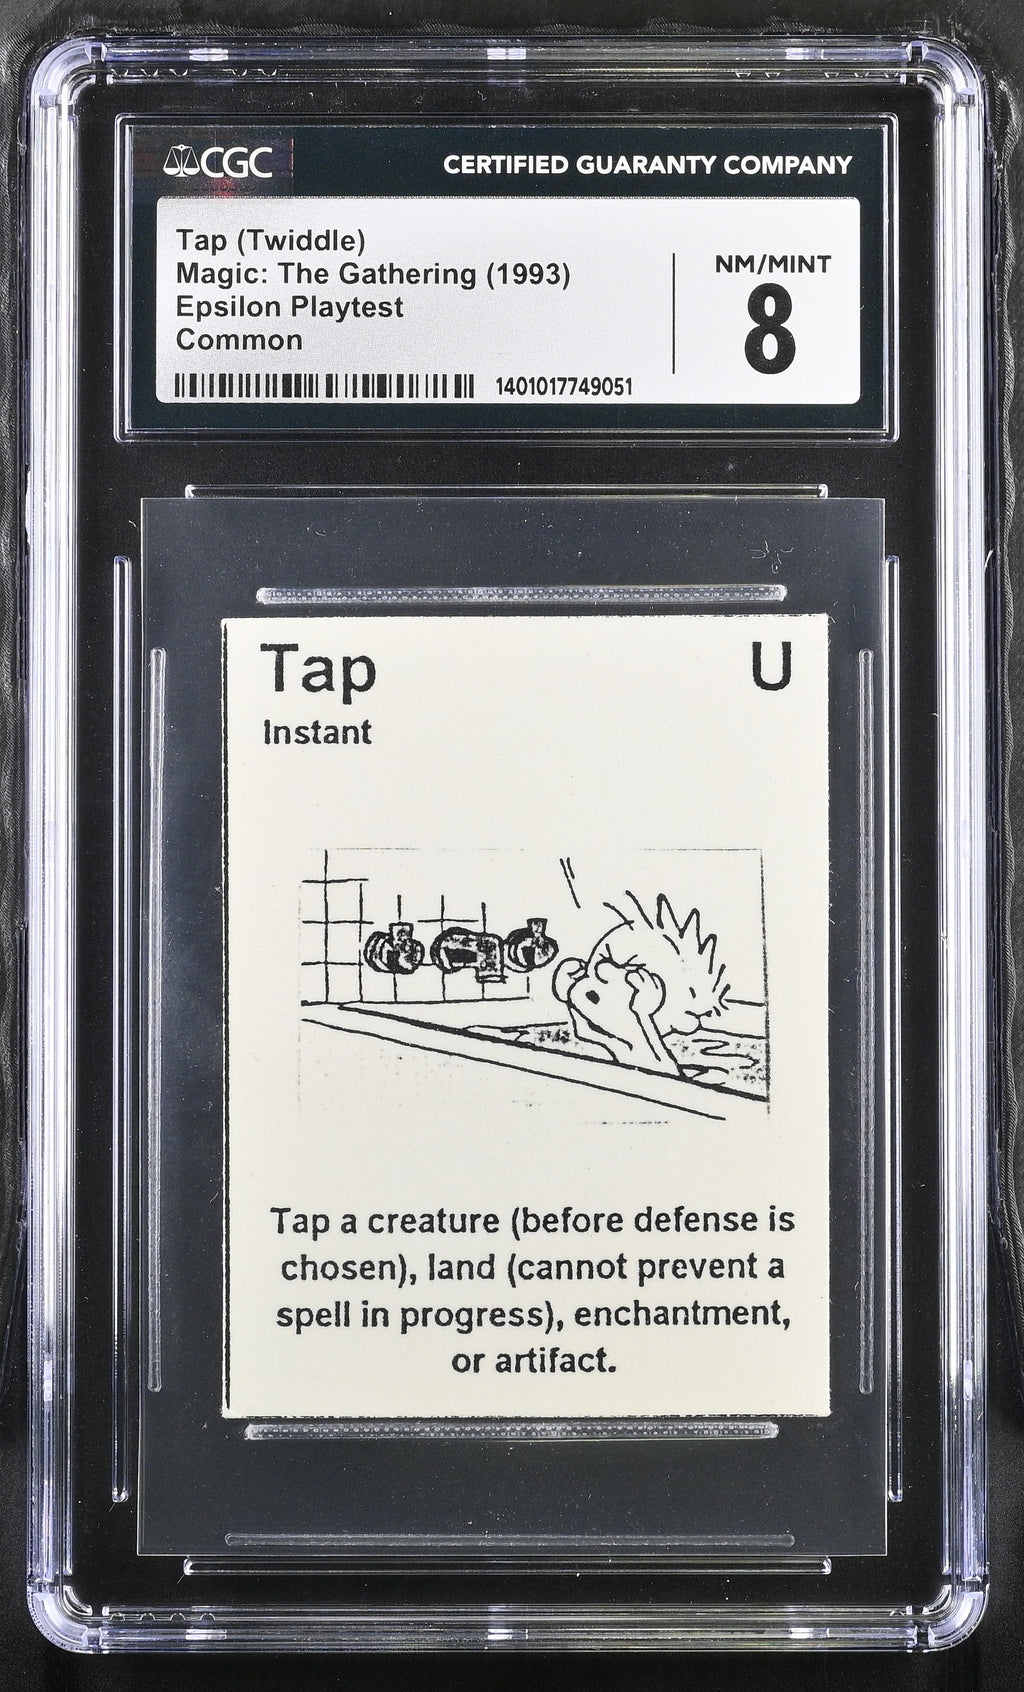 CGC
CERTIFIED GUARANTY COMPANY
Tap (Twiddle)
Magic: The Gathering (1993)
Epsilon Playtest
Common
1401017749051
NM/MINT
8
Tap
U
Instant
Tap a creature (before defense is
chosen), land (cannot prevent a
spell in progress), enchantment,
or artifact.